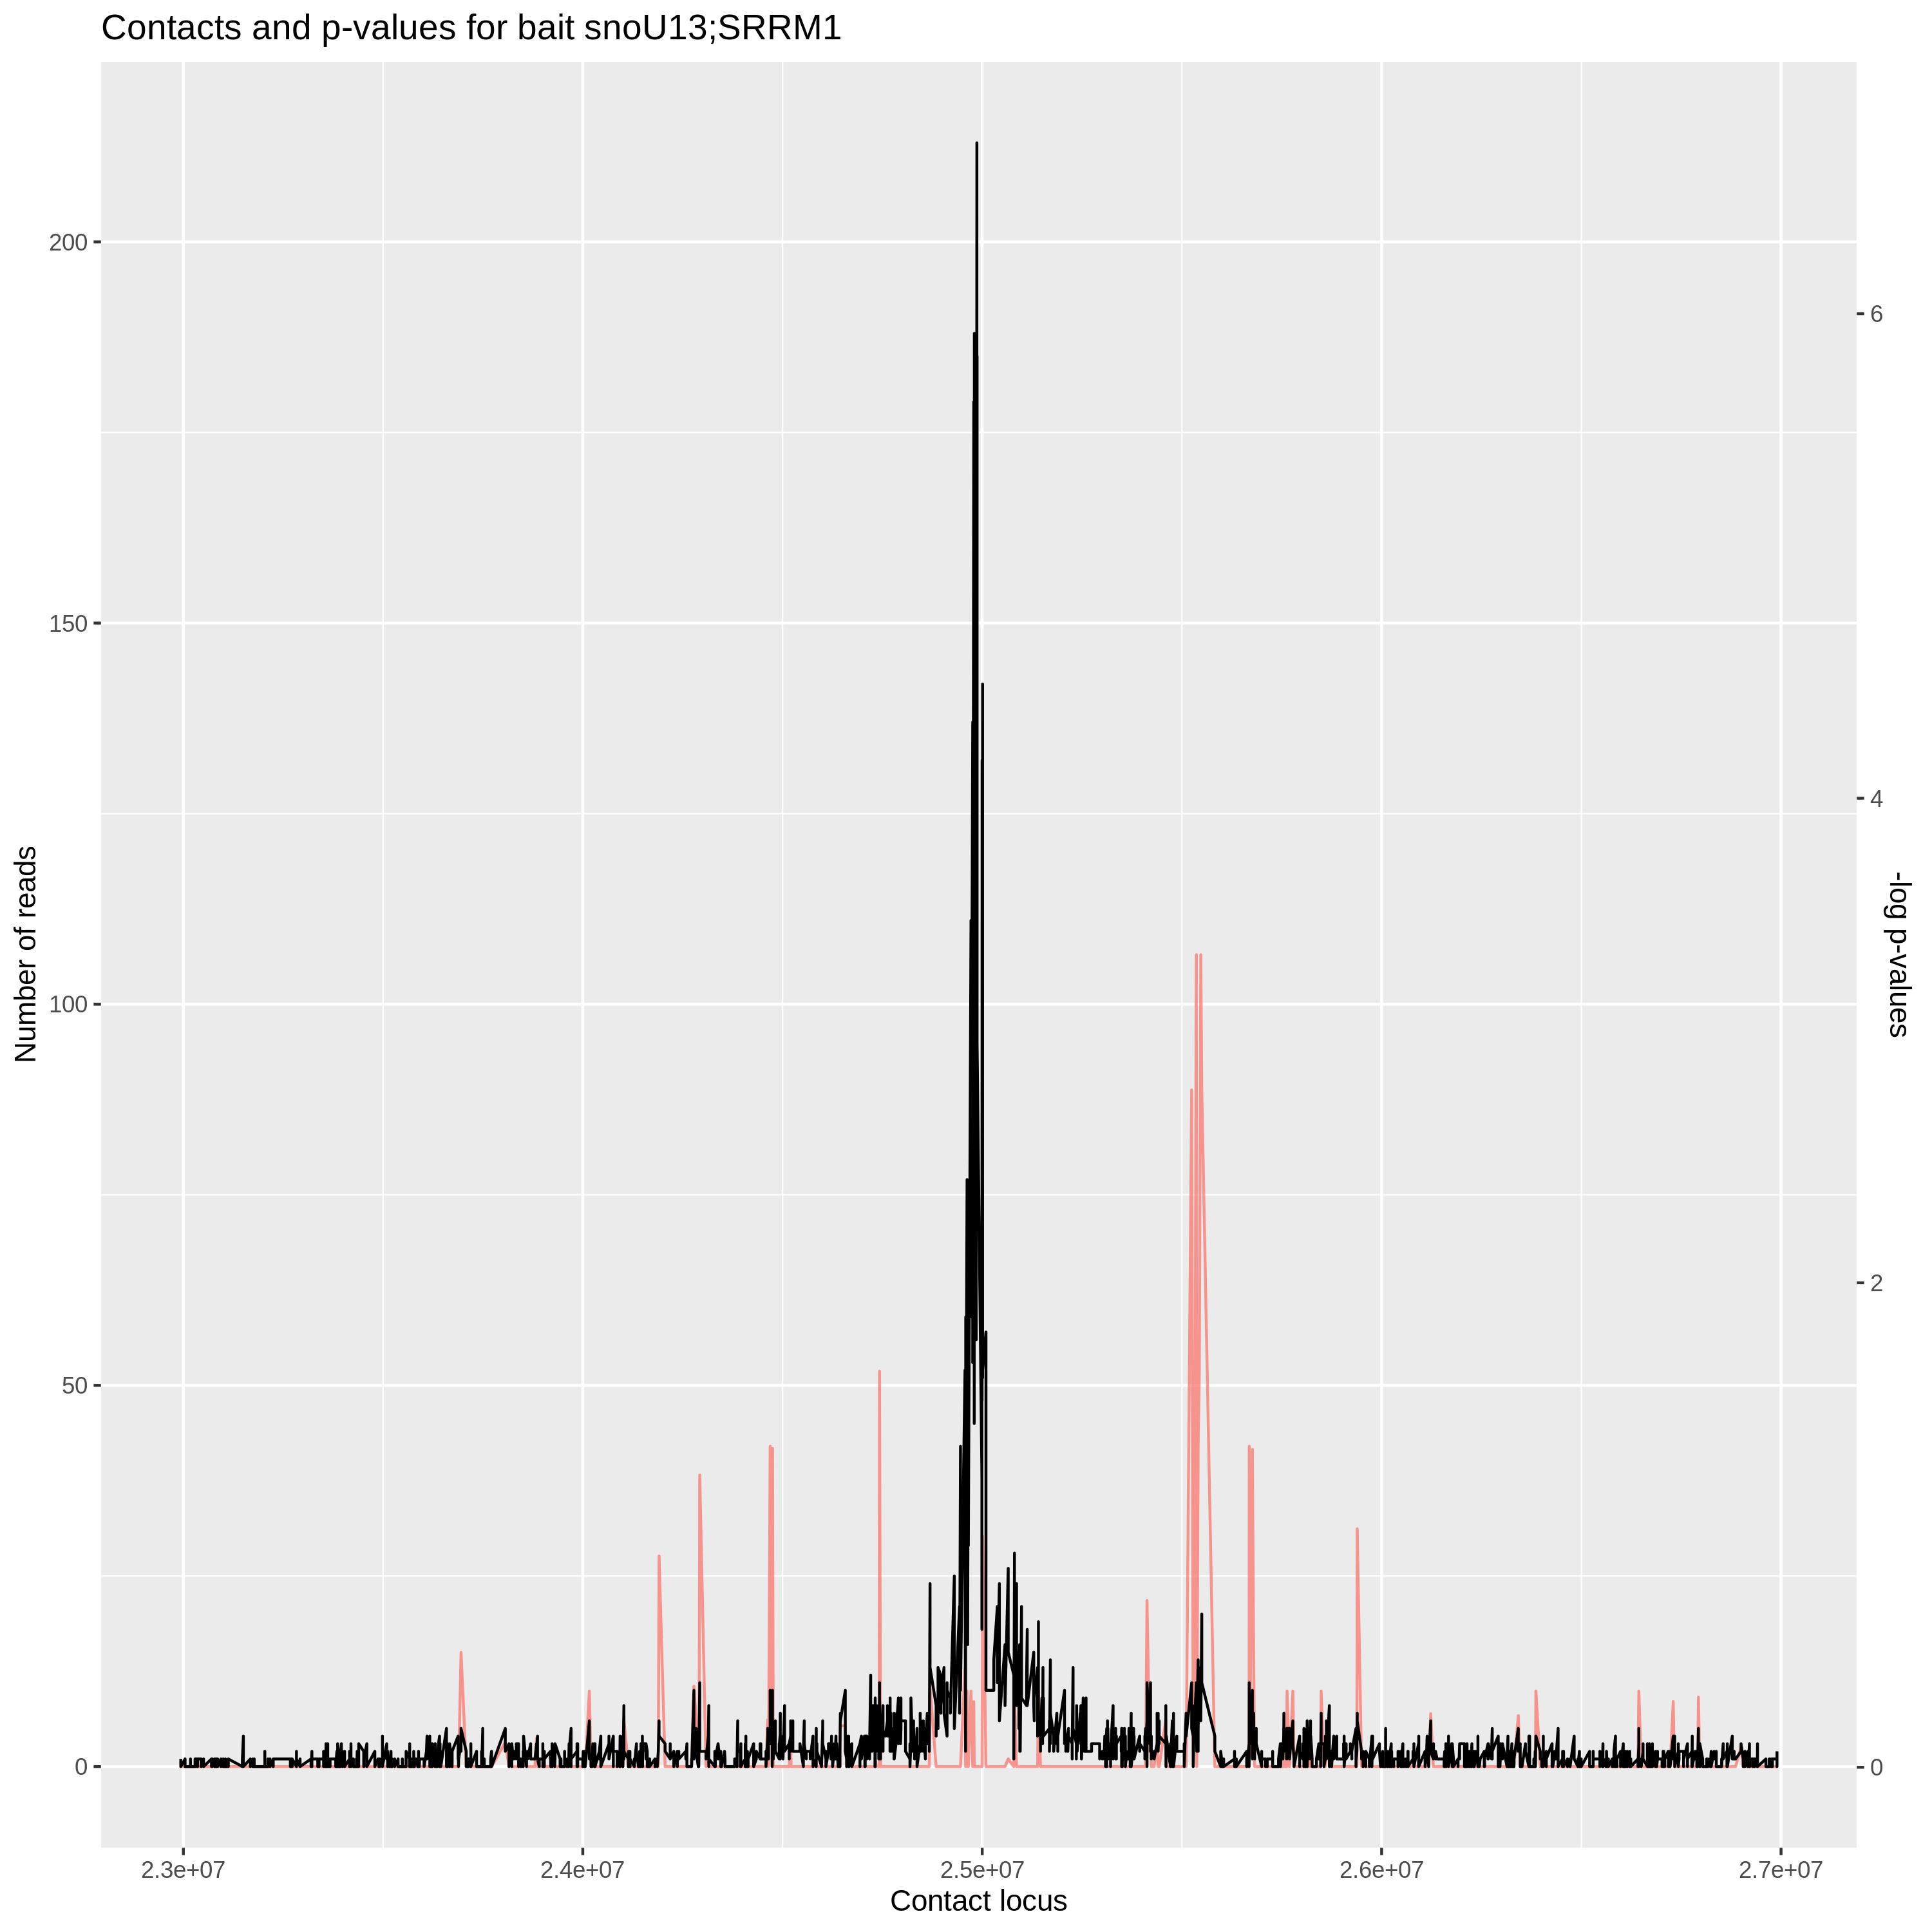 Contacts and p-values for bait snoU13;SRRM1
Number of reads
200
150
100
50
0
6
4
2
0
-log p-values
2.3e+07 2.4e+07 2.5e+07 2.6e+07 2.7e+07
Contact locus